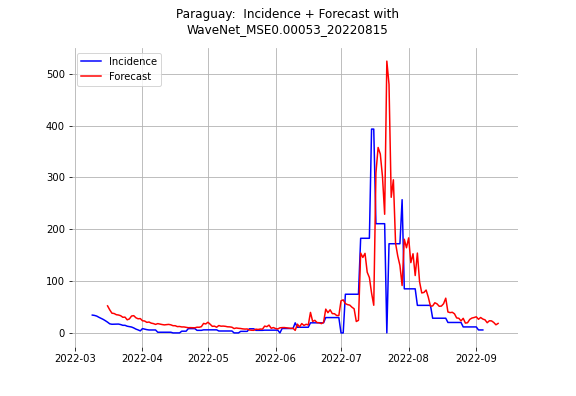 Paraguay:  Incidence + Forecast with
WaveNet_MSE0.00053_20220815
Incidence
Forecast
500
400
300
200
100
0
2022-03 2022-04 2022-05 2022-06 2022-07 2022-08 2022-09